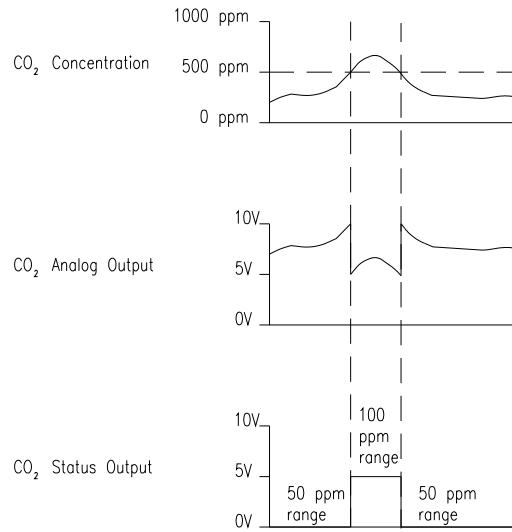 1000 ppm
CO₂ Concentration
500 ppm
0 ppm
10V
CO₂ Analog Output
5V
0V
10V
100
ppm
range
CO₂ Status Output
5V
50 ppm
range
50 ppm
range
0V